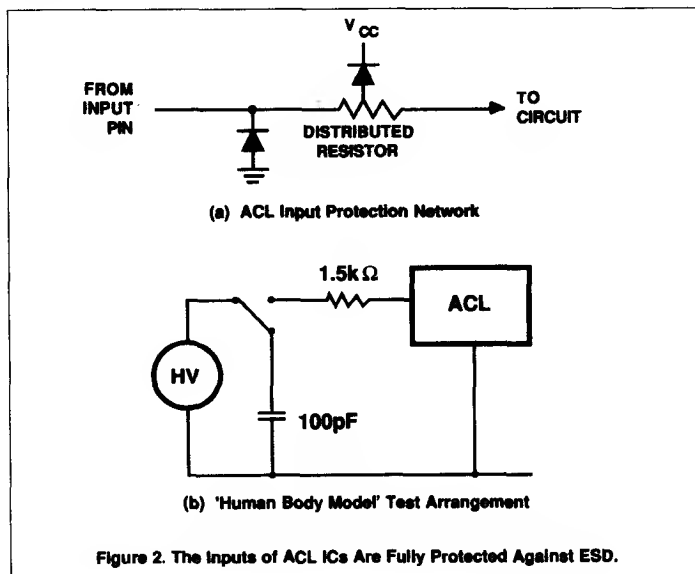 V CC
FROM
INPUT
PIN
TO
CIRCUIT
DISTRIBUTED
RESISTOR
(a) ACL Input Protection Network
1.5kΩ
ACL
HV
100pF
(b) 'Human Body Model' Test Arrangement
Figure 2. The Inputs of ACL ICs Are Fully Protected Against ESD.